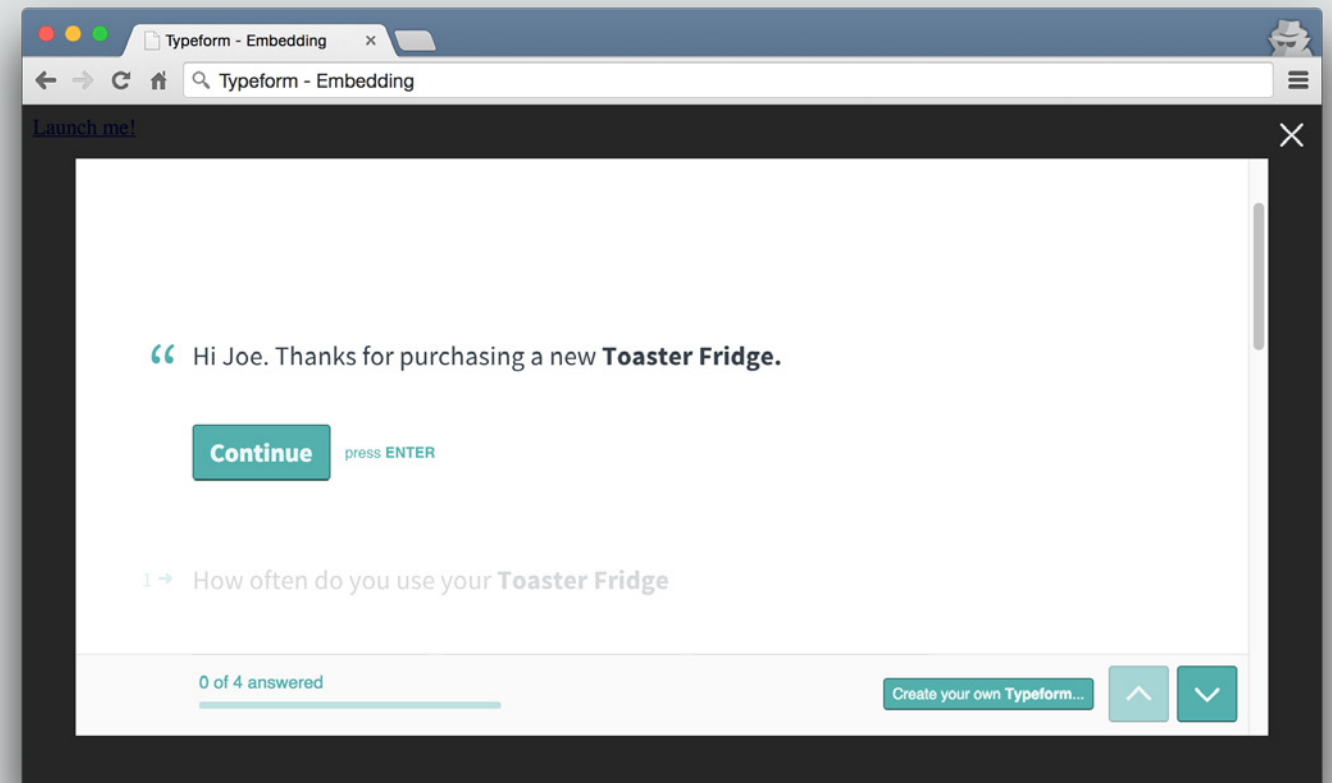 Typeform - Embedding
Typeform - Embedding
Launch me!
“ Hi Joe. Thanks for purchasing a new Toaster Fridge.
Continue press ENTER
1 → How often do you use your Toaster Fridge
0 of 4 answered
Create your own Typeform...